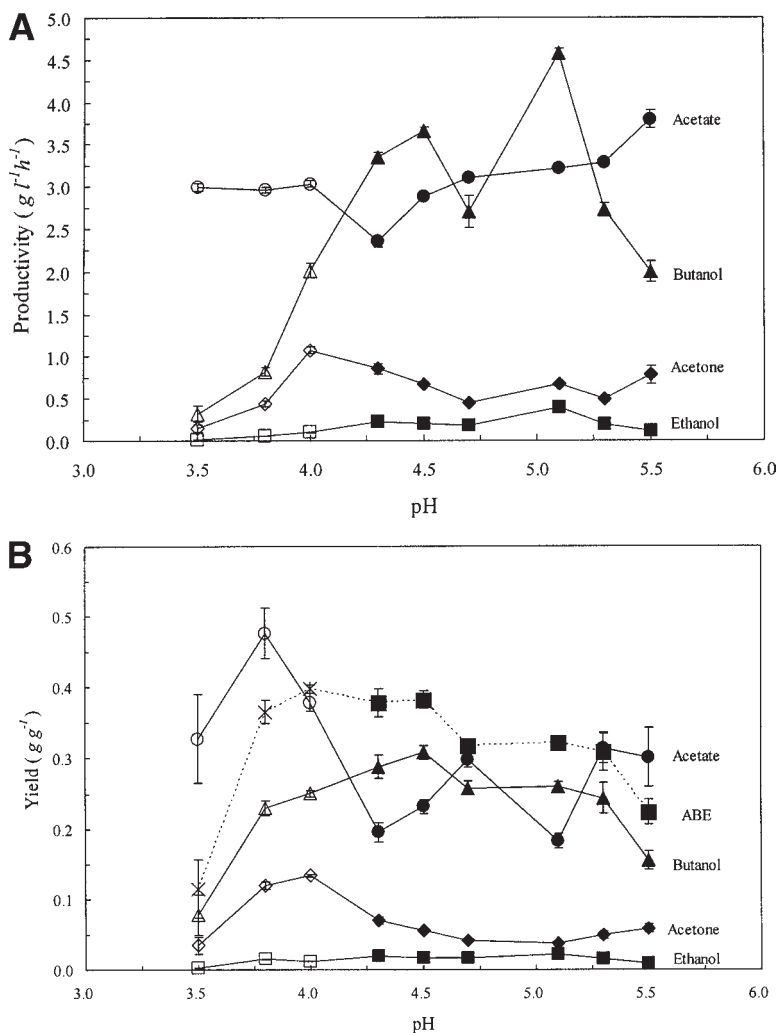 A
5.0
4.5
4.0
3.5
3.0
2.5
2.0
1.5
1.0
0.5
0.0
Productivity ( g l⁻¹h⁻¹ )
Acetate
Butanol
Acetone
Ethanol
3.0 3.5 4.0 4.5 5.0 5.5 6.0
pH
B
0.6
0.5
0.4
0.3
0.2
0.1
0.0
Yield ( g g⁻¹ )
Acetate
ABE
Butanol
Acetone
Ethanol
3.0 3.5 4.0 4.5 5.0 5.5 6.0
pH